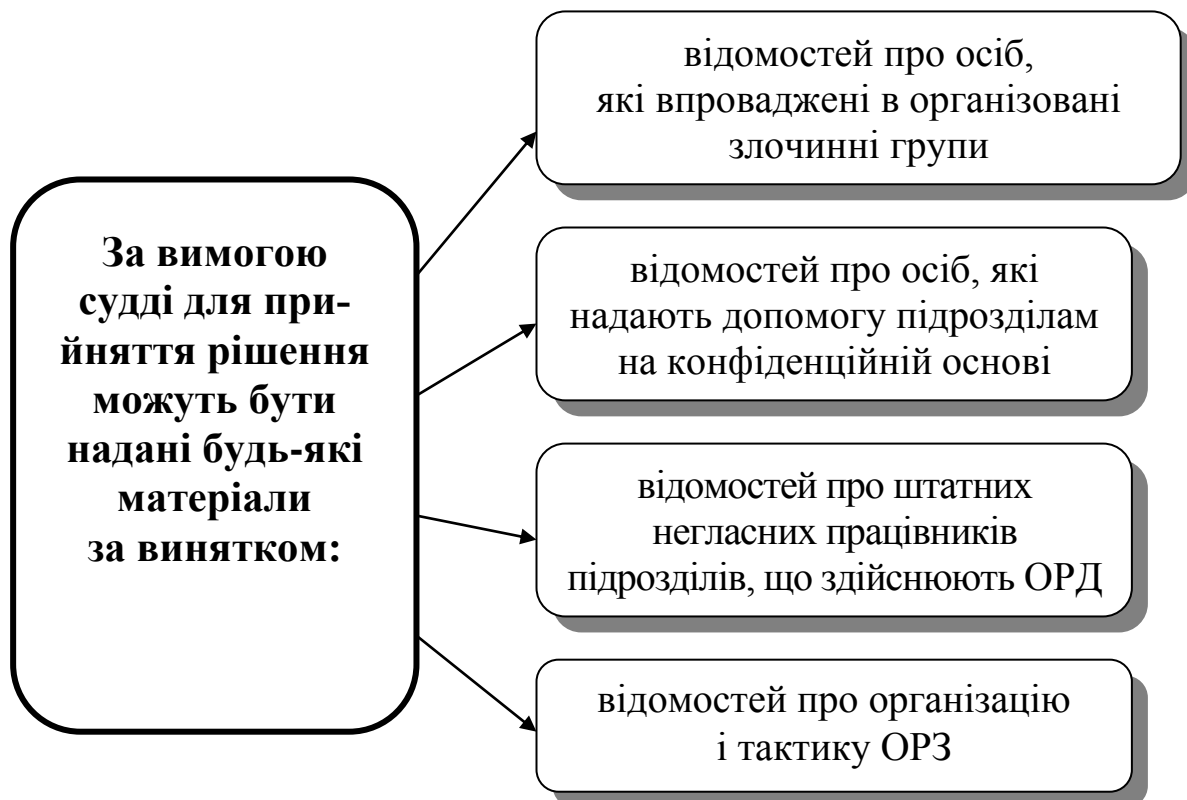 За вимогою
судді для при-
йняття рішення
можуть бути
надані будь-які
матеріали
за винятком:
відомостей про осіб,
які впроваджені в організовані
злочинні групи
відомостей про осіб, які
надають допомогу підрозділам
на конфіденційній основі
відомостей про штатних
негласних працівників
підрозділів, що здійснюють ОРД
відомостей про організацію
і тактику ОРЗ